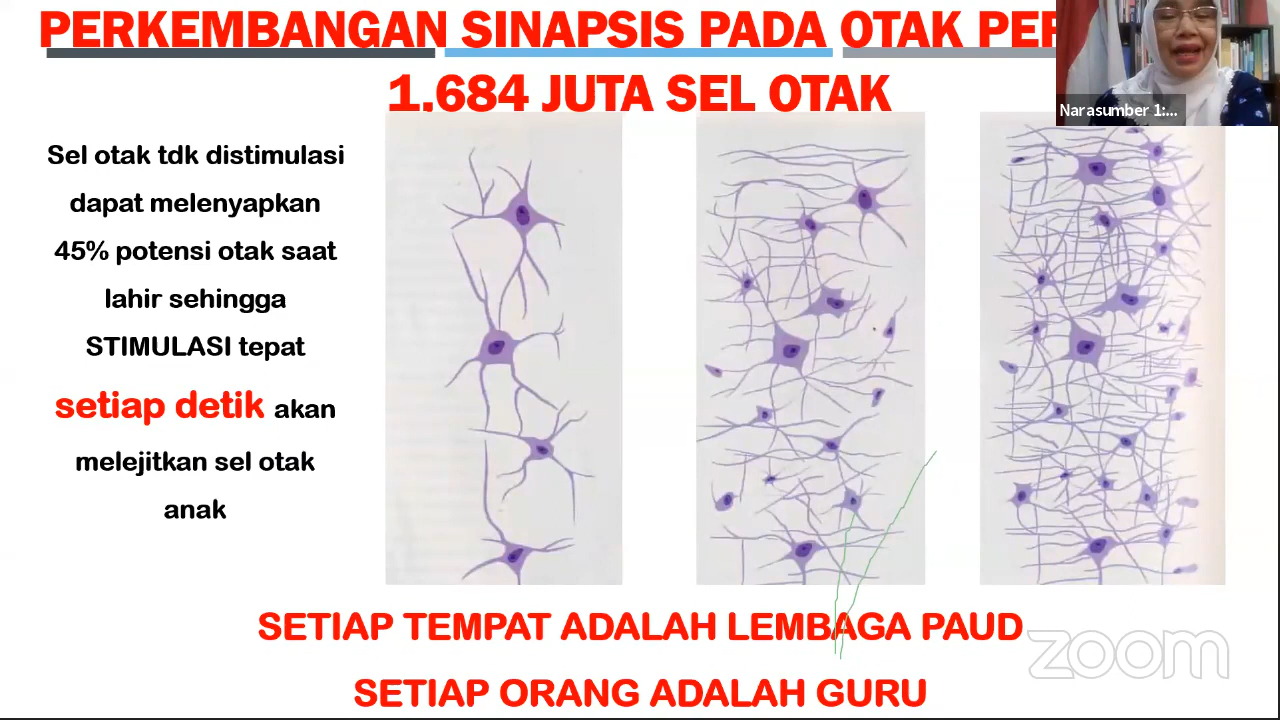 PERKEMBANGAN SINAPSIS PADA OTAK
1.684 JUTA SEL OTAK
Narasumber 1:...
Sel otak tdk distimulasi
dapat melenyapkan
45% potensi otak saat
lahir sehingga
STIMULASI tepat
setiap detik akan
melejitkan sel otak
anak
SETIAP TEMPAT ADALAH LEMBAGA PAUD
SETIAP ORANG ADALAH GURU
zoom